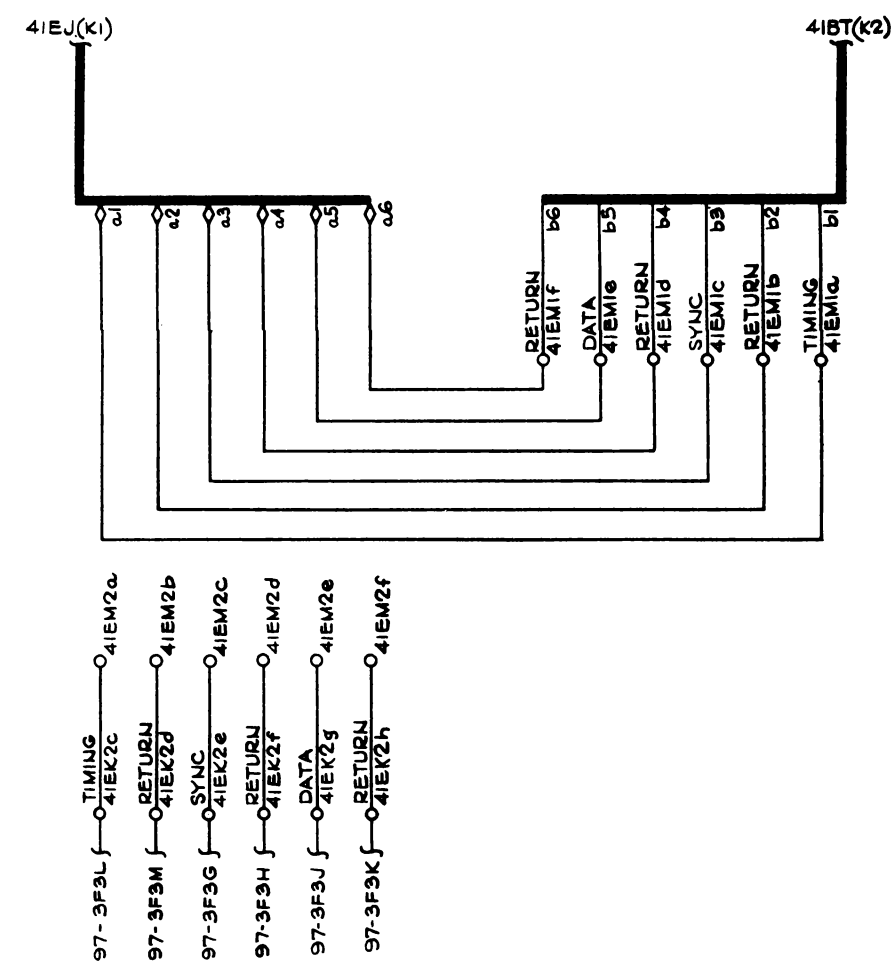 41EJ(K1)
41BT(K2)
a1
a2
a3
a4
a5
a6
b6
b5
b4
b3
b2
b1
RETURN
41EM1f
DATA
41EM1e
RETURN
41EM1d
SYNC
41EM1c
RETURN
41EM1b
TIMING
41EM1a
41EM2a
41EM2b
41EM2c
41EM2d
41EM2e
41EM2f
TIMING
41EK2c
RETURN
41EK2d
SYNC
41EK2e
RETURN
41EK2f
DATA
41EK2g
RETURN
41EK2h
97-3F3L
97-3F3M
97-3F3G
97-3F3H
97-3F3J
97-3F3K